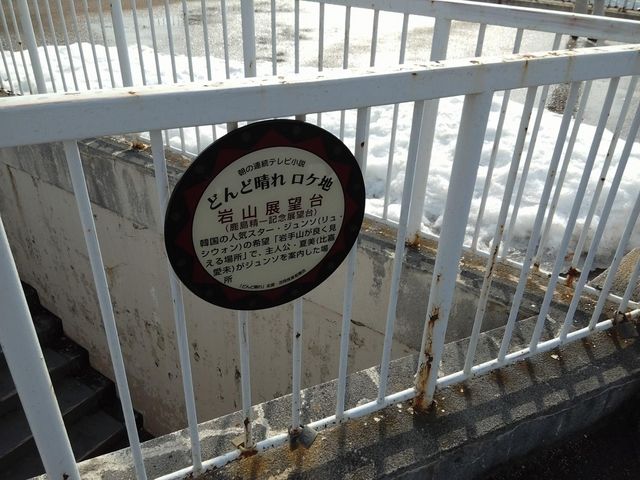 朝の連続テレビ小説
どんど晴れ ロケ地
岩山展望台
（鹿島精一記念展望台）
韓国の人気スター・ジュンソ（リュ・
シウォン）の希望「岩手山が良く見
える場所」で、主人公・夏美（比嘉
愛未）がジュンソを案内した場
所